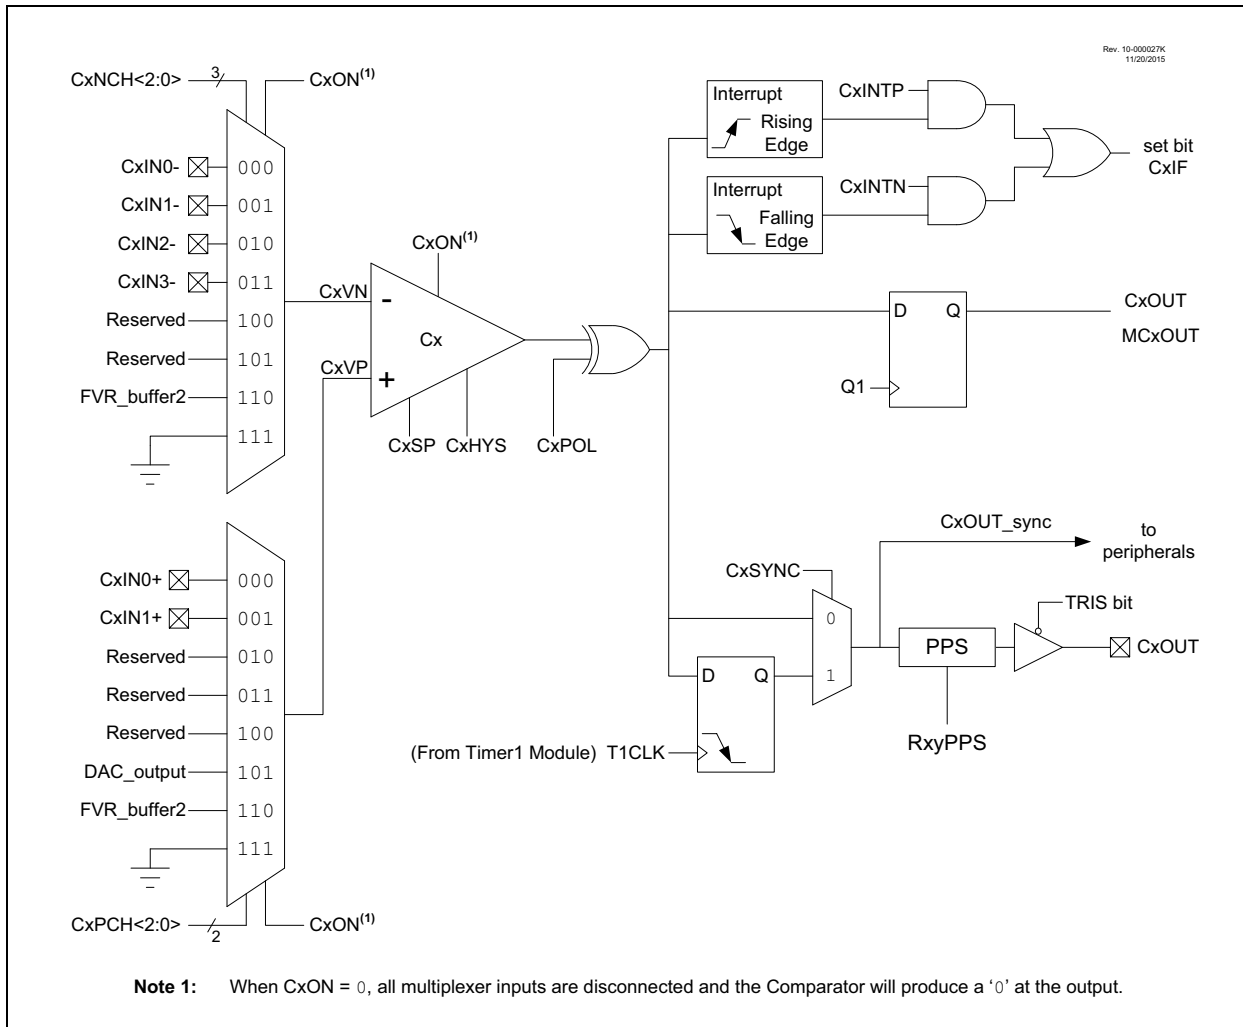 Rev. 10-000027K
11/20/2015
CxNCH<2:0>
3
CxON(1)
CxIN0-
000
CxIN1-
001
CxIN2-
010
CxIN3-
011
Reserved
100
Reserved
101
FVR_buffer2
110
111
CxVN
-
CxON(1)
Cx
CxVP
+
CxSP
CxHYS
CxPOL
Interrupt
Rising
Edge
CxINTP
Interrupt
Falling
Edge
CxINTN
set bit
CxIF
D
Q
Q1
CxOUT
MCxOUT
CxIN0+
000
CxIN1+
001
Reserved
010
Reserved
011
Reserved
100
DAC_output
101
FVR_buffer2
110
111
CxPCH<2:0>
2
CxON(1)
CxOUT_sync
to
peripherals
CxSYNC
0
1
D
Q
(From Timer1 Module) T1CLK
PPS
RxyPPS
TRIS bit
CxOUT
Note 1: When CxON = 0, all multiplexer inputs are disconnected and the Comparator will produce a ‘0’ at the output.